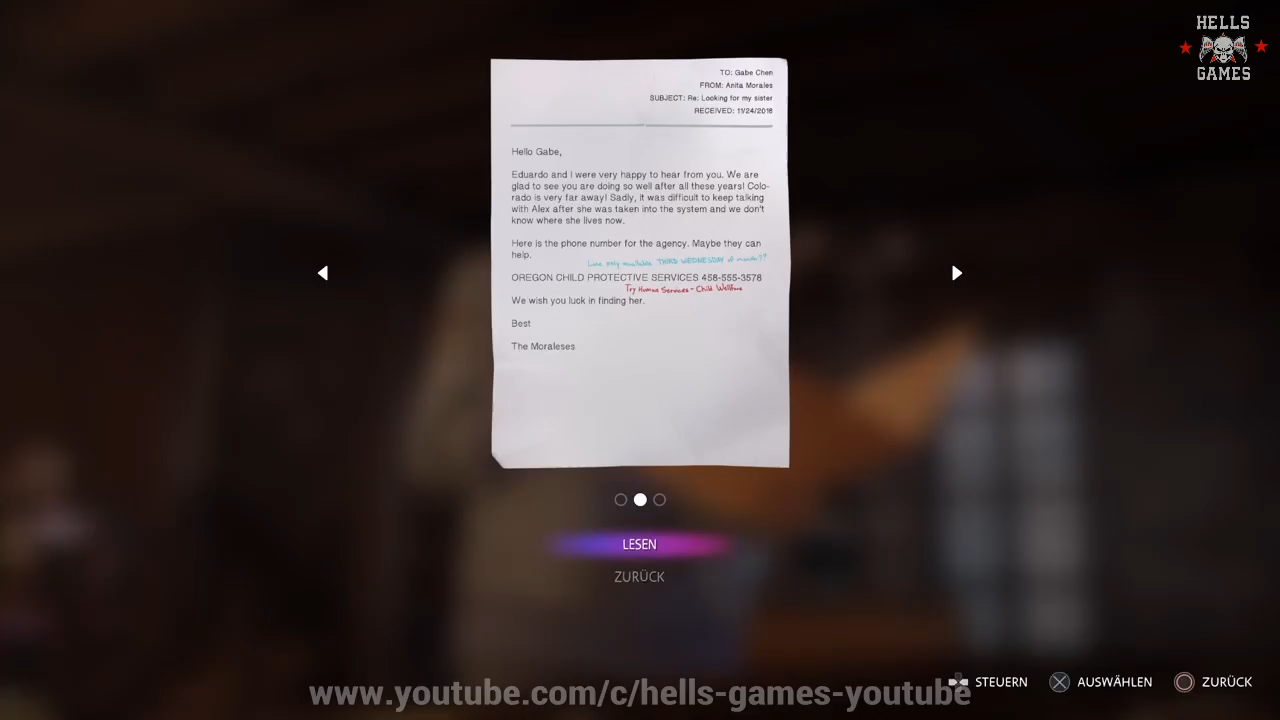 HELLS
GAMES
TO: Gabe Chen
FROM: Anita Morales
SUBJECT: Re: Looking for my sister
RECEIVED: 11/24/2018
Hello Gabe,
Eduardo and I were very happy to hear from you. We are
glad to see you are doing so well after all these years! Colo-
rado is very far away! Sadly, it was difficult to keep talking
with Alex after she was taken into the system and we don't
know where she lives now.
Here is the phone number for the agency. Maybe they can
help.
Line only available THIRD WEDNESDAY of month??
OREGON CHILD PROTECTIVE SERVICES 458-555-3578
Try Human Services - Child Welfare
We wish you luck in finding her.
Best
The Moraleses
LESEN
ZURÜCK
STEUERN
AUSWÄHLEN
ZURÜCK
www.youtube.com/c/hells-games-youtube